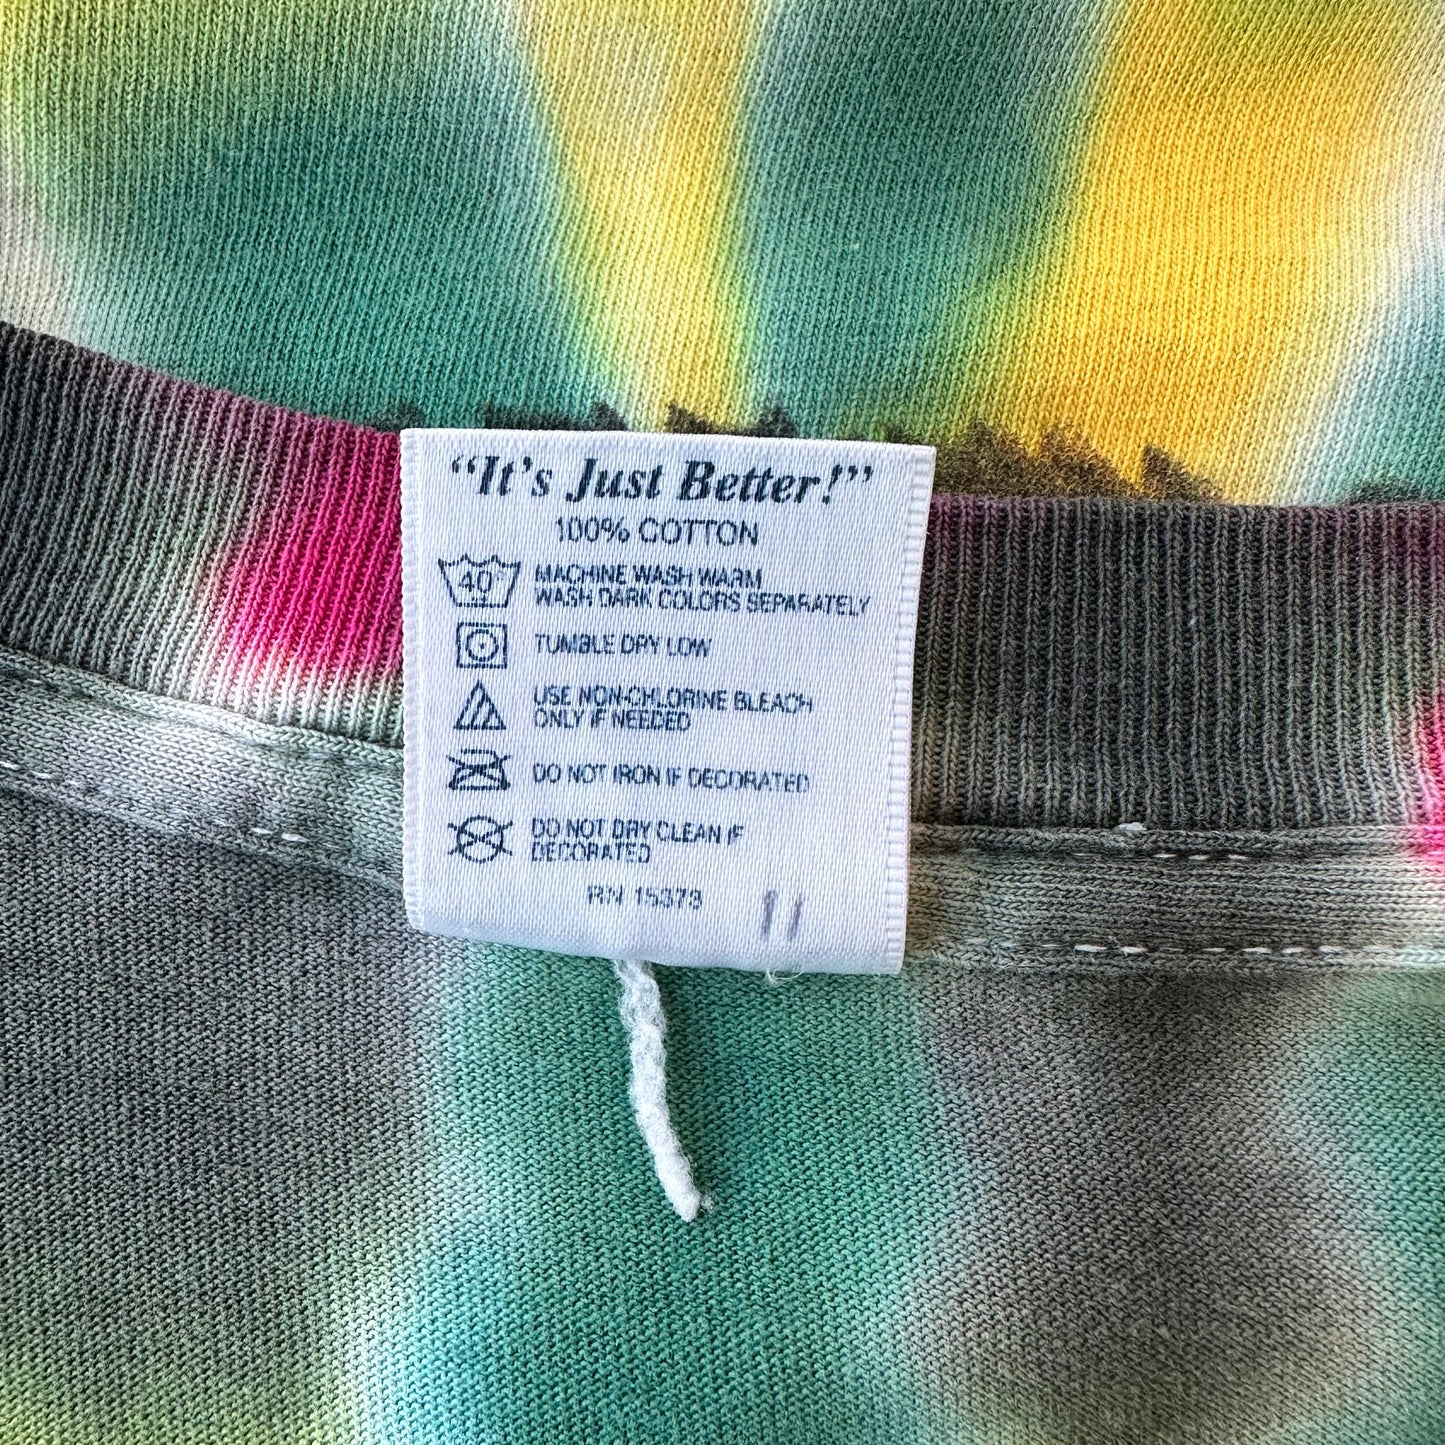 “It's Just Better!”
100% COTTON
40° MACHINE WASH WARM
WASH DARK COLORS SEPARATELY
TUMBLE DRY LOW
USE NON-CHLORINE BLEACH
ONLY IF NEEDED
DO NOT IRON IF DECORATED
DO NOT DRY CLEAN IF
DECORATED
RN 15373
11